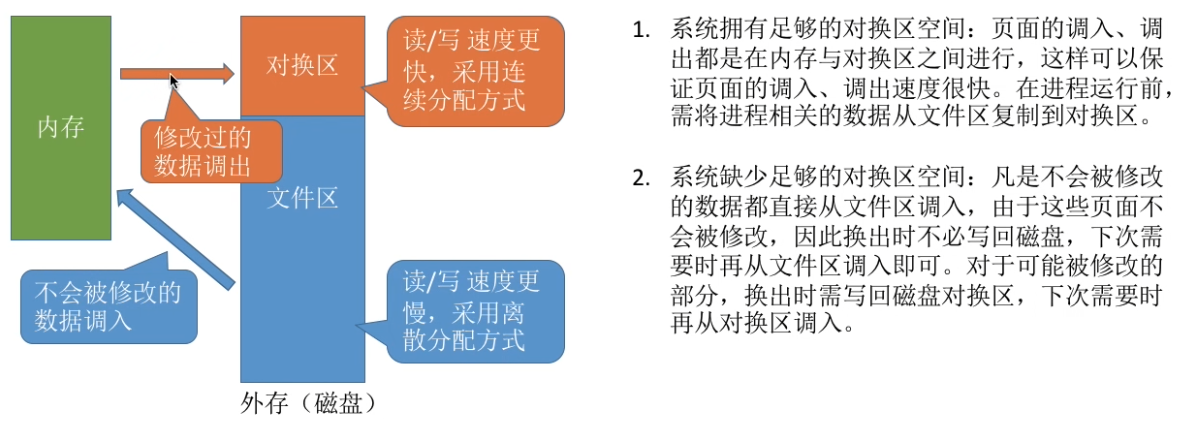 内存
对换区
读/写 速度更
快，采用连
续分配方式
修改过的
数据调出
文件区
不会被修改的
数据调入
读/写 速度更
慢，采用离
散分配方式
外存（磁盘）
1. 系统拥有足够的对换区空间：页面的调入、调
出都是在内存与对换区之间进行，这样可以保
证页面的调入、调出速度很快。在进程运行前，
需将进程相关的数据从文件区复制到对换区。
2. 系统缺少足够的对换区空间：凡是不会被修改
的数据都直接从文件区调入，由于这些页面不
会被修改，因此换出时不必写回磁盘，下次需
要时再从文件区调入即可。对于可能被修改的
部分，换出时需写回磁盘对换区，下次需要时
再从对换区调入。